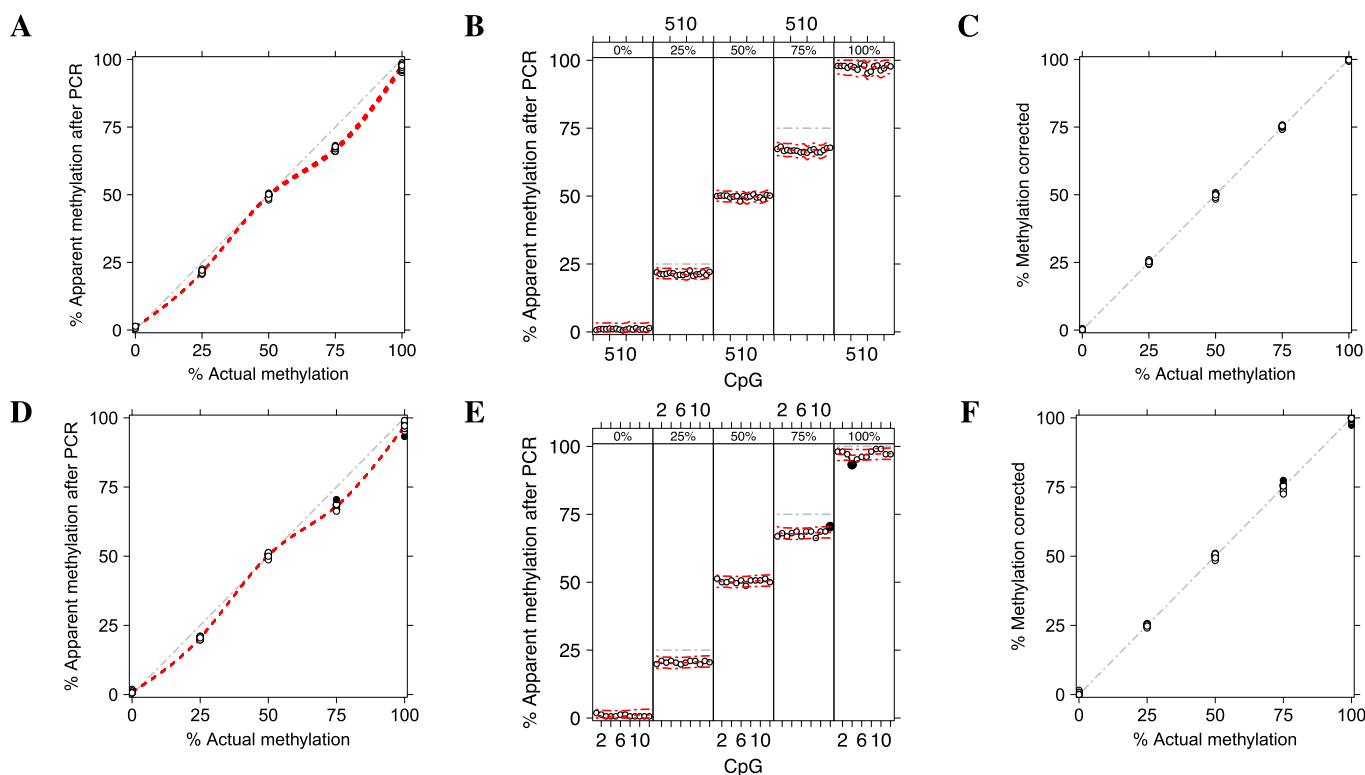 A
% Apparent methylation after PCR
100
75
50
25
0
0 25 50 75 100
% Actual methylation
B
510 510
0% 25% 50% 75% 100%
% Apparent methylation after PCR
100
75
50
25
0
510 510 510
CpG
C
% Methylation corrected
100
75
50
25
0
0 25 50 75 100
% Actual methylation
D
% Apparent methylation after PCR
100
75
50
25
0
0 25 50 75 100
% Actual methylation
E
2 6 10 2 6 10
0% 25% 50% 75% 100%
% Apparent methylation after PCR
100
75
50
25
0
2 6 10 2 6 10 2 6 10
CpG
F
% Methylation corrected
100
75
50
25
0
0 25 50 75 100
% Actual methylation